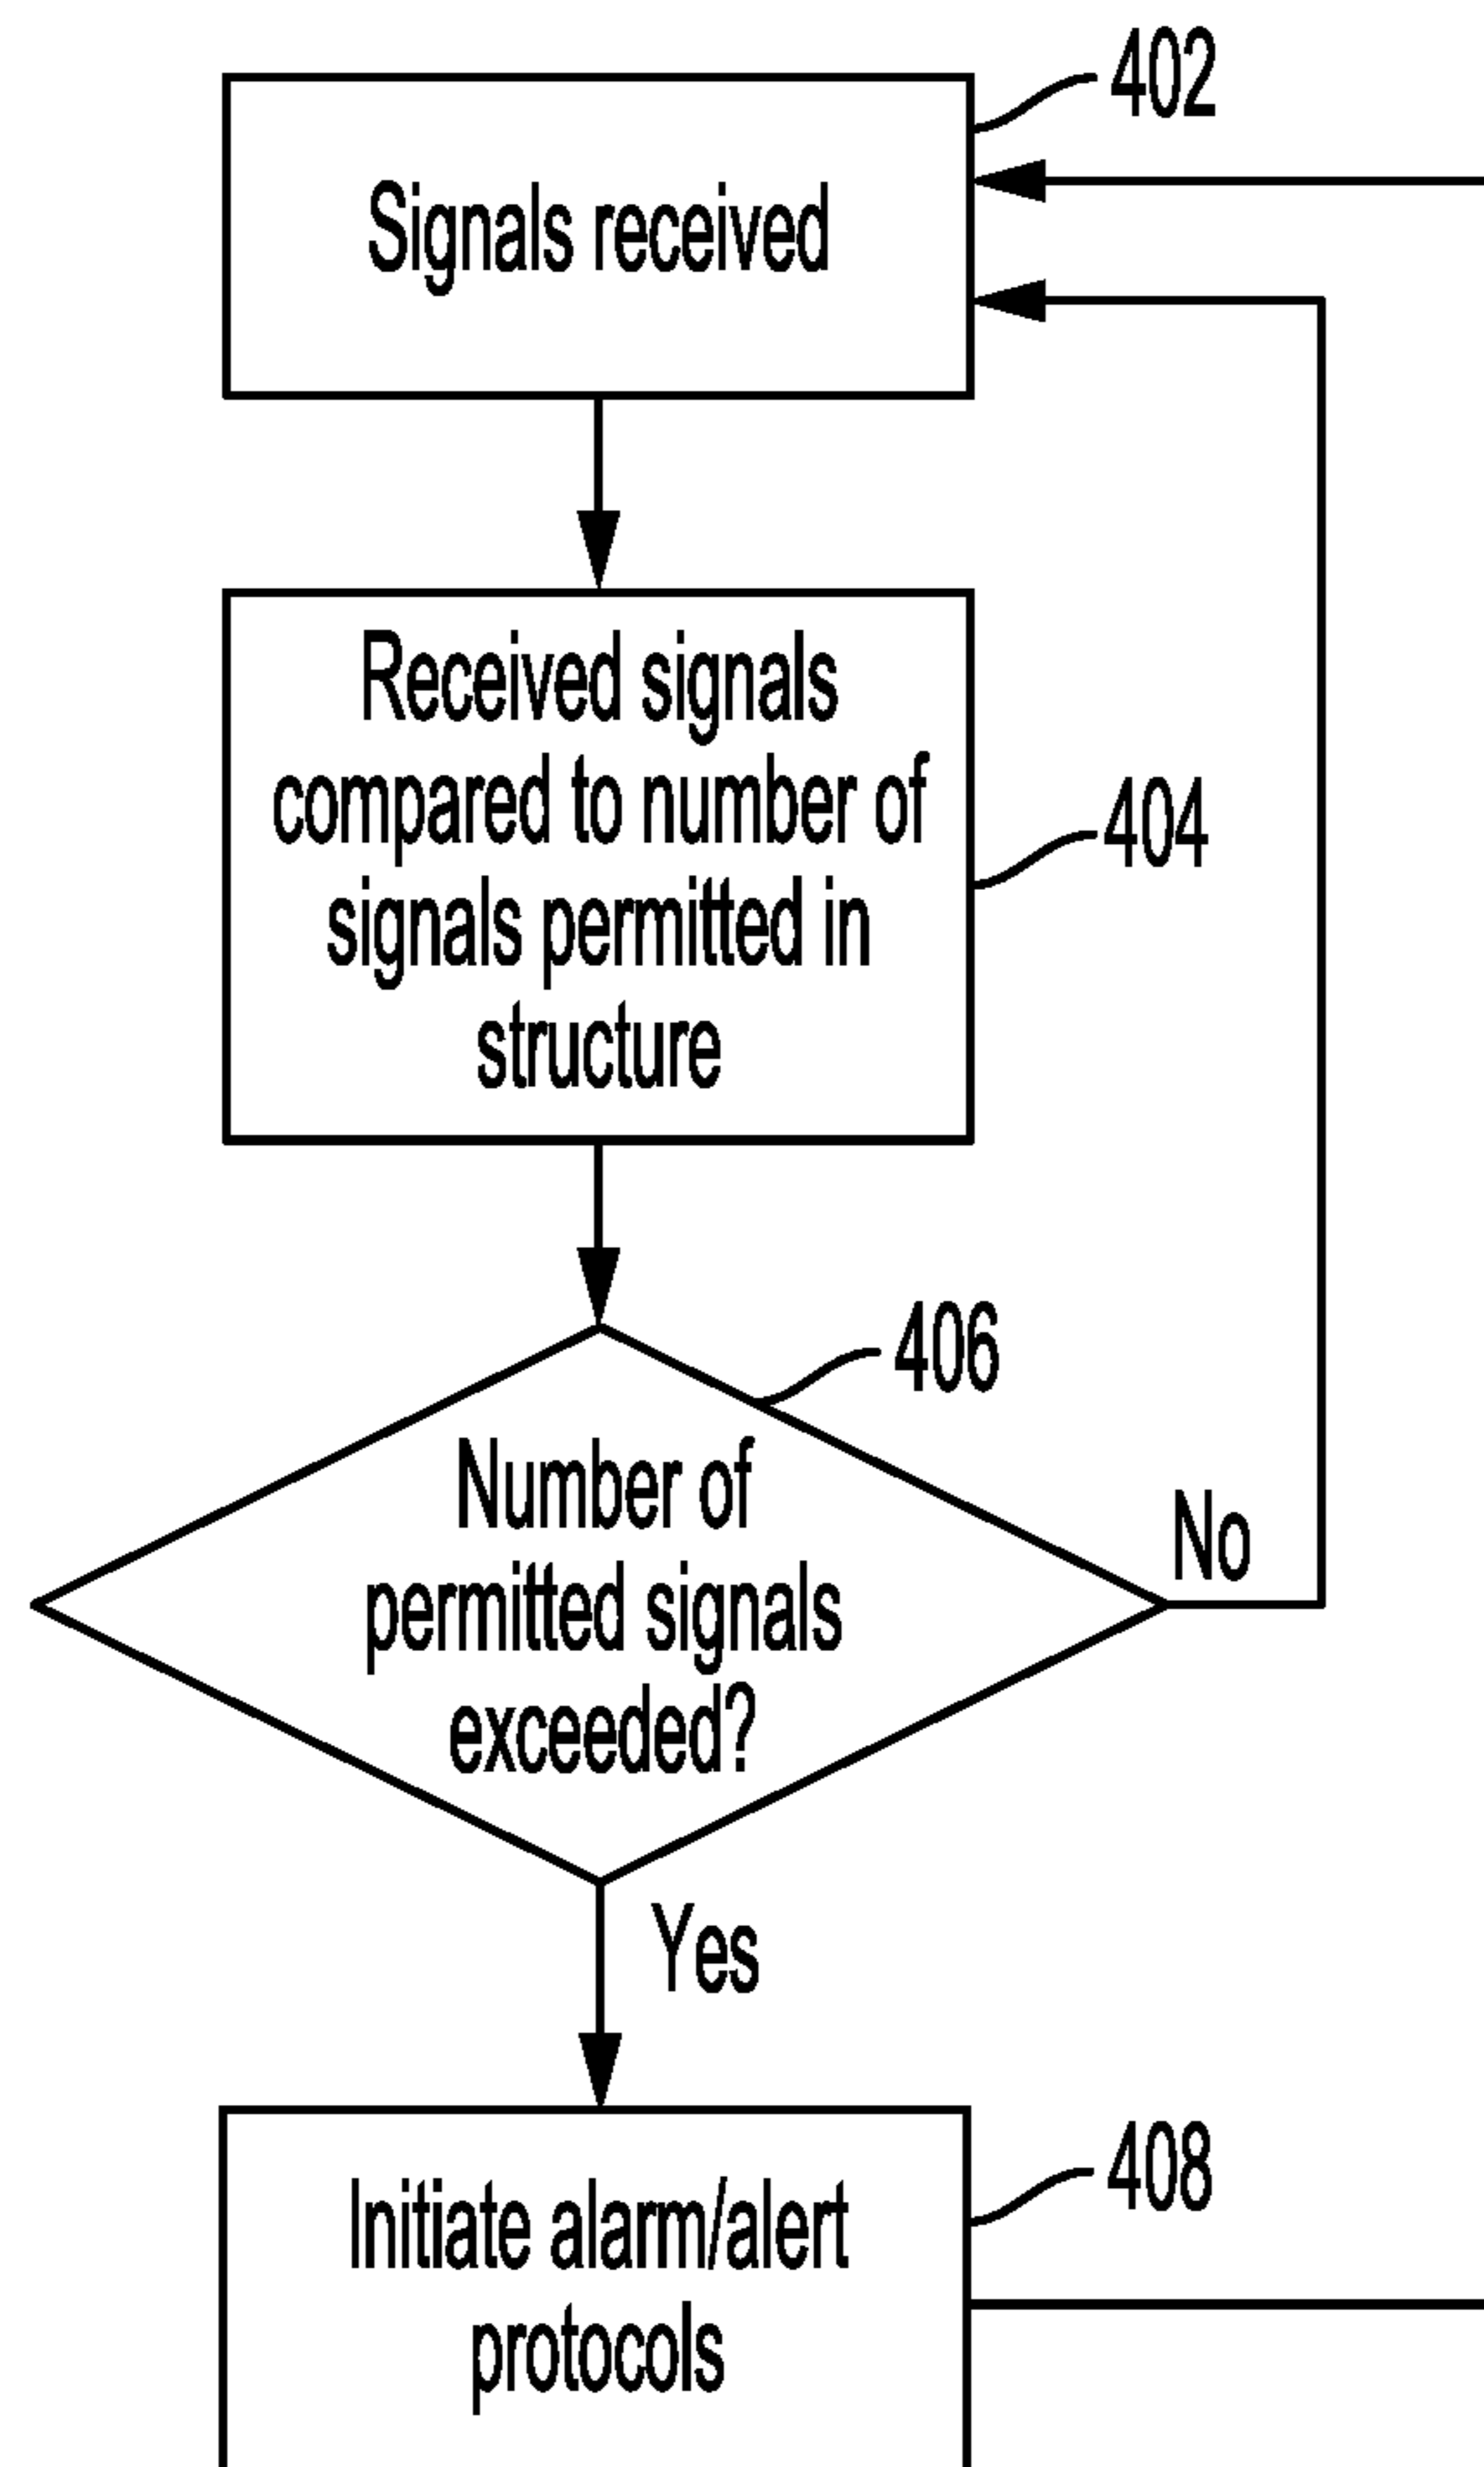 402
Signals received
Received signals
compared to number of
signals permitted in
structure
404
406
Number of
permitted signals
exceeded?
No
Yes
408
Initiate alarm/alert
protocols